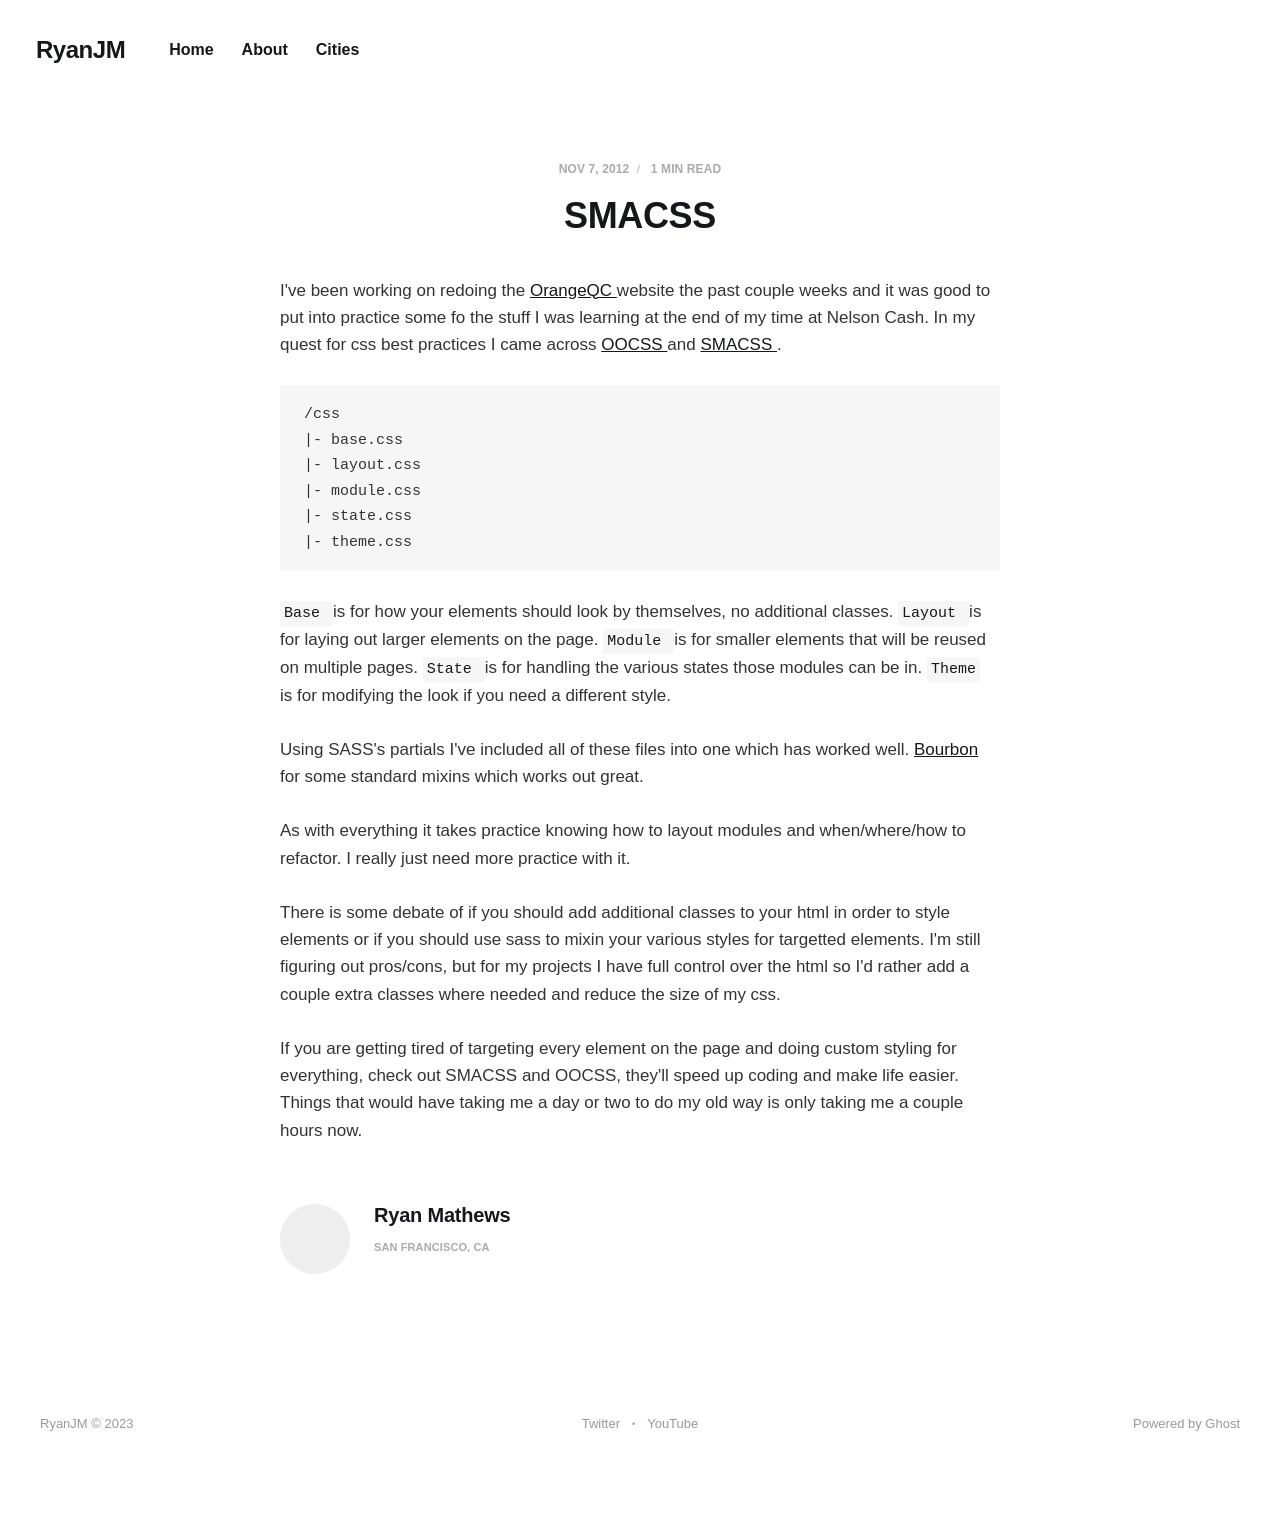 RyanJM
Home
About
Cities
NOV 7, 2012 / 1 MIN READ
SMACSS
I've been working on redoing the OrangeQC website the past couple weeks and it was good to
put into practice some fo the stuff I was learning at the end of my time at Nelson Cash. In my
quest for css best practices I came across OOCSS and SMACSS .
/css
|- base.css
|- layout.css
|- module.css
|- state.css
|- theme.css
Base is for how your elements should look by themselves, no additional classes. Layout is
for laying out larger elements on the page. Module is for smaller elements that will be reused
on multiple pages. State is for handling the various states those modules can be in. Theme
is for modifying the look if you need a different style.
Using SASS's partials I've included all of these files into one which has worked well. Bourbon
for some standard mixins which works out great.
As with everything it takes practice knowing how to layout modules and when/where/how to
refactor. I really just need more practice with it.
There is some debate of if you should add additional classes to your html in order to style
elements or if you should use sass to mixin your various styles for targetted elements. I'm still
figuring out pros/cons, but for my projects I have full control over the html so I'd rather add a
couple extra classes where needed and reduce the size of my css.
If you are getting tired of targeting every element on the page and doing custom styling for
everything, check out SMACSS and OOCSS, they'll speed up coding and make life easier.
Things that would have taking me a day or two to do my old way is only taking me a couple
hours now.
Ryan Mathews
SAN FRANCISCO, CA
RyanJM © 2023
Twitter • YouTube
Powered by Ghost